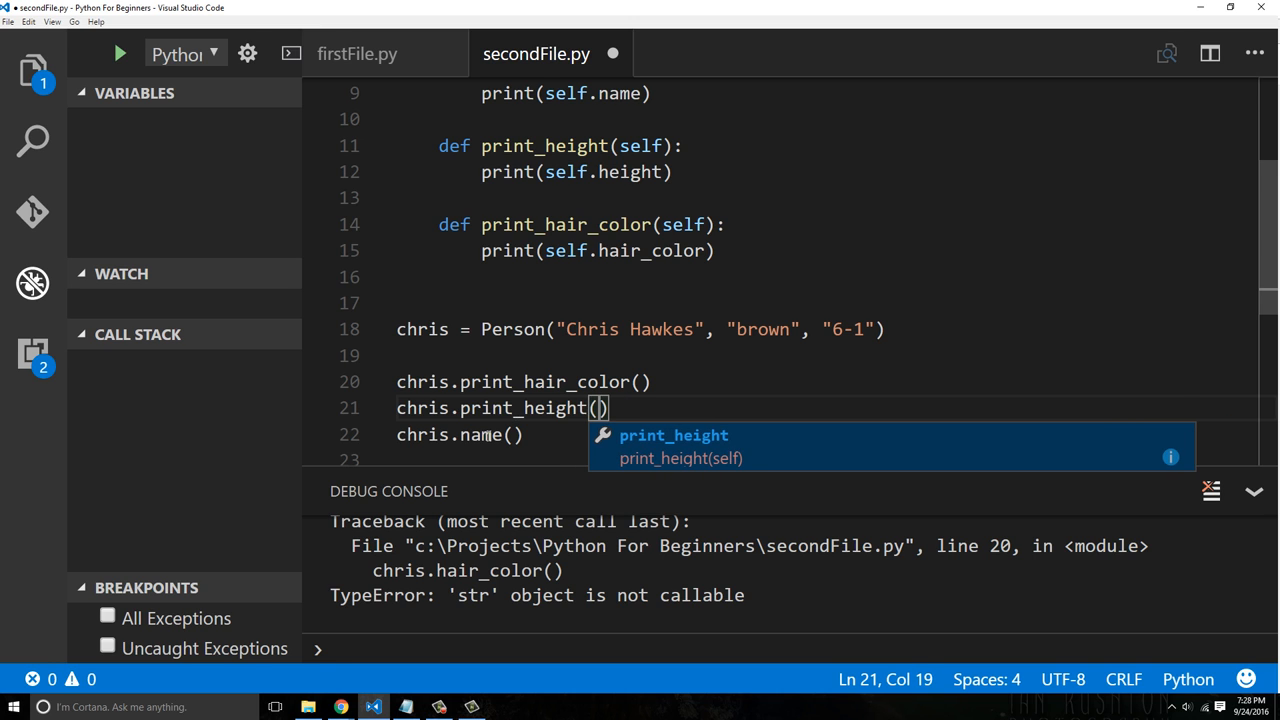 ● secondFile.py - Python For Beginners - Visual Studio Code
File Edit View Go Help
Python
firstFile.py
secondFile.py ●
1
2
VARIABLES
WATCH
CALL STACK
BREAKPOINTS
All Exceptions
Uncaught Exceptions
9 print(self.name)
10
11 def print_height(self):
12 print(self.height)
13
14 def print_hair_color(self):
15 print(self.hair_color)
16
17
18 chris = Person("Chris Hawkes", "brown", "6-1")
19
20 chris.print_hair_color()
21 chris.print_height()
22 chris.name()
23
print_height
print_height(self)
DEBUG CONSOLE
Traceback (most recent call last):
File "c:\Projects\Python For Beginners\secondFile.py", line 20, in <module>
chris.hair_color()
TypeError: 'str' object is not callable
0 0
Ln 21, Col 19 Spaces: 4 UTF-8 CRLF Python
I'm Cortana. Ask me anything.
7:28 PM
9/24/2016